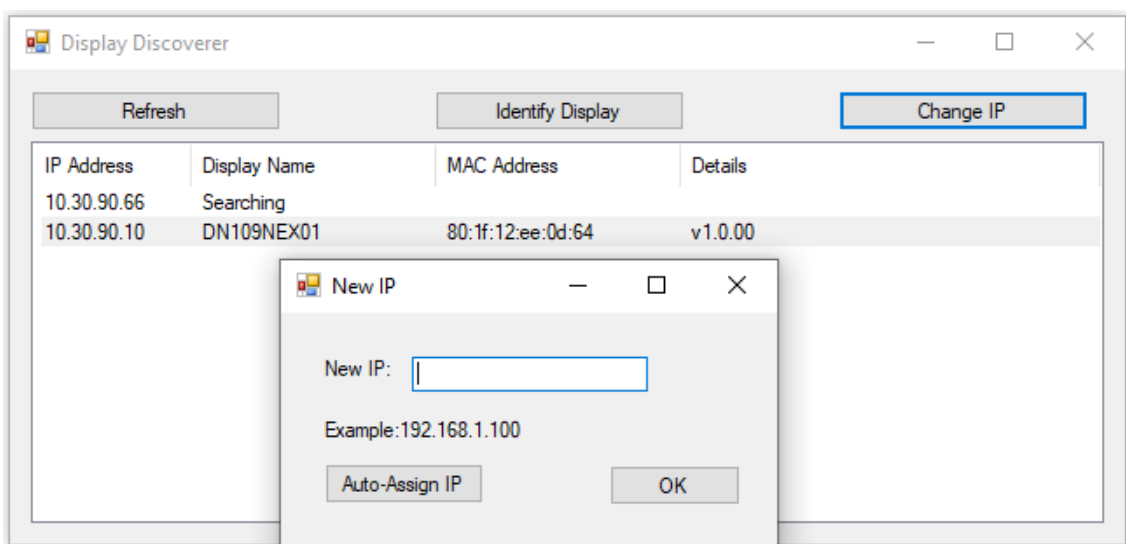 Display Discoverer
Refresh Identify Display Change IP
IP Address Display Name MAC Address Details
10.30.90.66 Searching
10.30.90.10 DN109NEX01 80:1f:12:ee:0d:64 v1.0.00
New IP
New IP:
Example:192.168.1.100
Auto-Assign IP OK